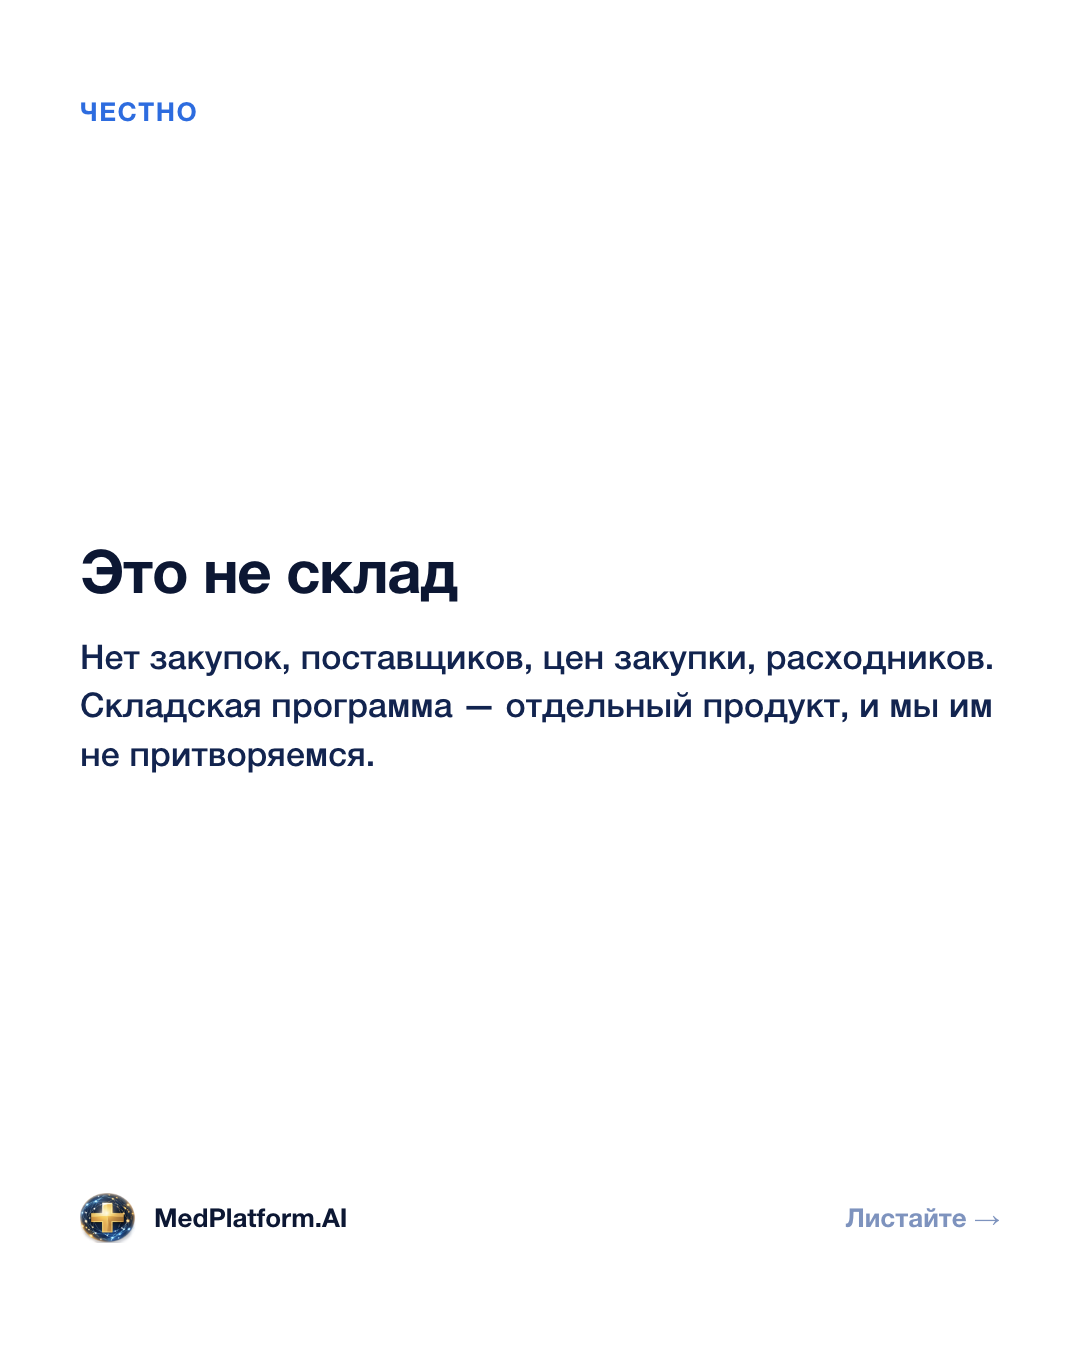 ЧЕСТНО
Это не склад
Нет закупок, поставщиков, цен закупки, расходников.
Складская программа — отдельный продукт, и мы им
не притворяемся.
MedPlatform.AI
Листайте →